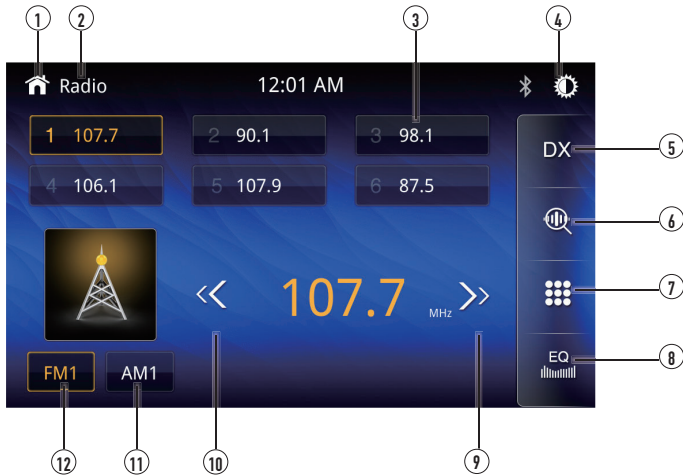 1 2 3 4
Radio 12:01 AM
1 107.7 2 90.1 3 98.1
DX 5
4 106.1 5 107.9 6 87.5
6
107.7 MHz
7
EQ 8
FM1 AM1
12 11 10 9